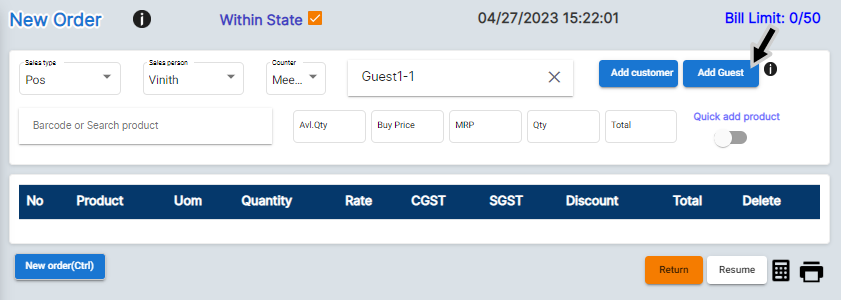 New Order Within State 04/27/2023 15:22:01 Bill Limit: 0/50
Sales type Sales person Counter
Pos Vinith Mee... Guest1-1 Add customer Add Guest
Quick add product
Barcode or Search product Avl.Qty Buy Price MRP Qty Total
No Product Uom Quantity Rate CGST SGST Discount Total Delete
New order(Ctrl) Return Resume